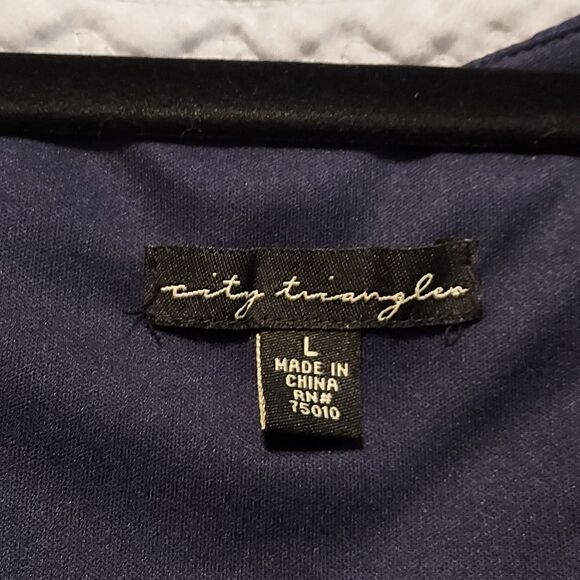 city triangles
L
MADE IN
CHINA
RN#
75010